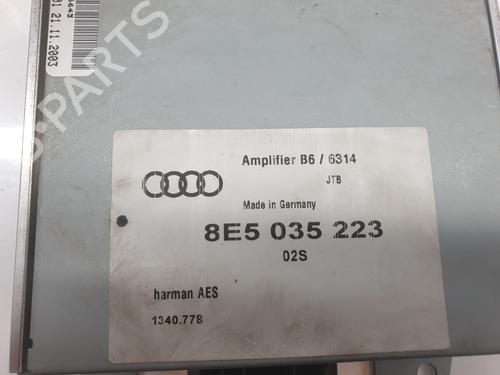 21.11.2003
Amplifier B6 / 6314
JTB
Made in Germany
8E5 035 223
02S
harman AES
1340.778